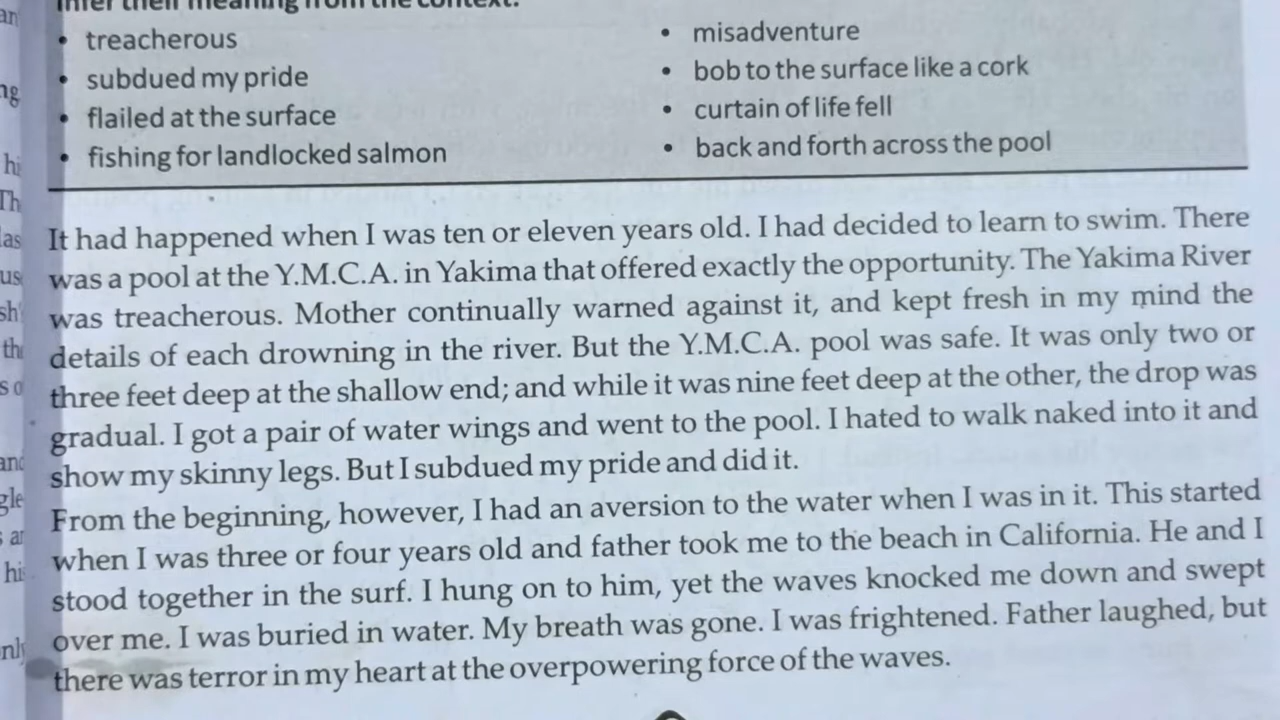 infer their meaning from the context.
• treacherous
• subdued my pride
• flailed at the surface
• fishing for landlocked salmon
• misadventure
• bob to the surface like a cork
• curtain of life fell
• back and forth across the pool
It had happened when I was ten or eleven years old. I had decided to learn to swim. There
was a pool at the Y.M.C.A. in Yakima that offered exactly the opportunity. The Yakima River
was treacherous. Mother continually warned against it, and kept fresh in my mind the
details of each drowning in the river. But the Y.M.C.A. pool was safe. It was only two or
three feet deep at the shallow end; and while it was nine feet deep at the other, the drop was
gradual. I got a pair of water wings and went to the pool. I hated to walk naked into it and
show my skinny legs. But I subdued my pride and did it.
From the beginning, however, I had an aversion to the water when I was in it. This started
when I was three or four years old and father took me to the beach in California. He and I
stood together in the surf. I hung on to him, yet the waves knocked me down and swept
over me. I was buried in water. My breath was gone. I was frightened. Father laughed, but
there was terror in my heart at the overpowering force of the waves.